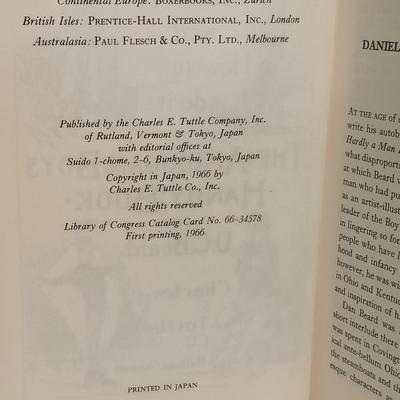 Continental Europe: BOXERBOOKS, INC., Zurich
British Isles: PRENTICE-HALL INTERNATIONAL, INC., London
Australasia: PAUL FLESCH & CO., PTY. LTD., Melbourne
Published by the Charles E. Tuttle Company, Inc.
of Rutland, Vermont & Tokyo, Japan
with editorial offices at
Suido 1-chome, 2–6, Bunkyo-ku, Tokyo, Japan
Copyright in Japan, 1966 by
Charles E. Tuttle Co., Inc.
All rights reserved
Library of Congress Catalog Card No. 66-34578
First printing, 1966
PRINTED IN JAPAN
DANIEL
AT THE AGE of
write his autob
Hardly a Man
what disproporti
at which Beard
man who had pu
as an artist-illust
leader of the Boy
in lingering so fo
people who have
hood and infancy
however, he was wi
in Ohio and Kentuc
and inspiration of h
Dan Beard was
short interlude there
was spent in Covingt
ical ante-bellum Ohio
the steamboats and th
esque characters a